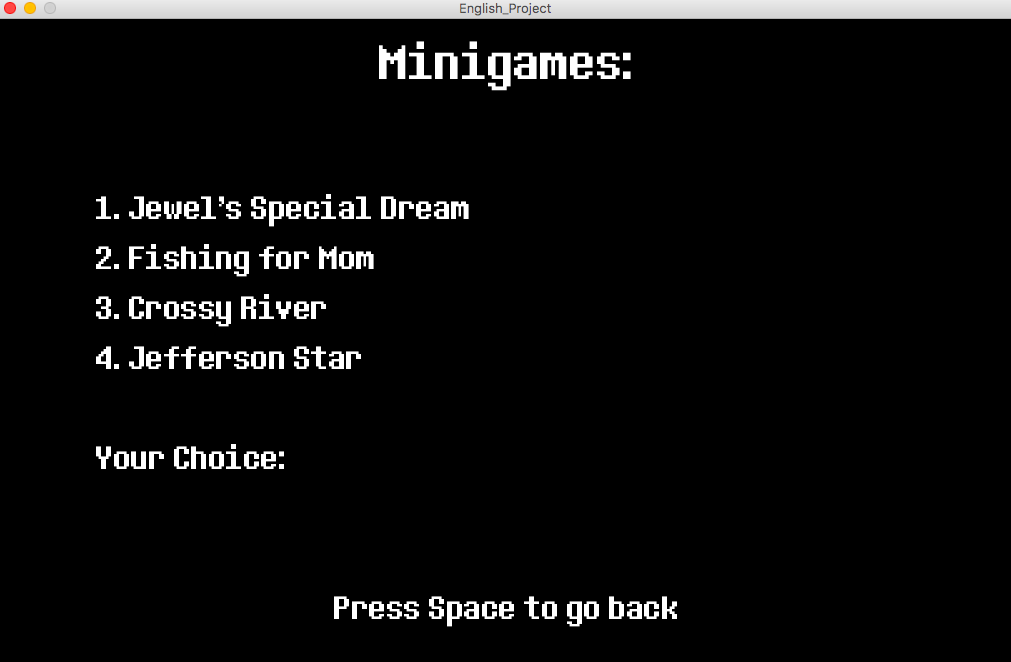 English_Project
Minigames:
1. Jewel's Special Dream
2. Fishing for Mom
3. Crossy River
4. Jefferson Star
Your Choice:
Press Space to go back